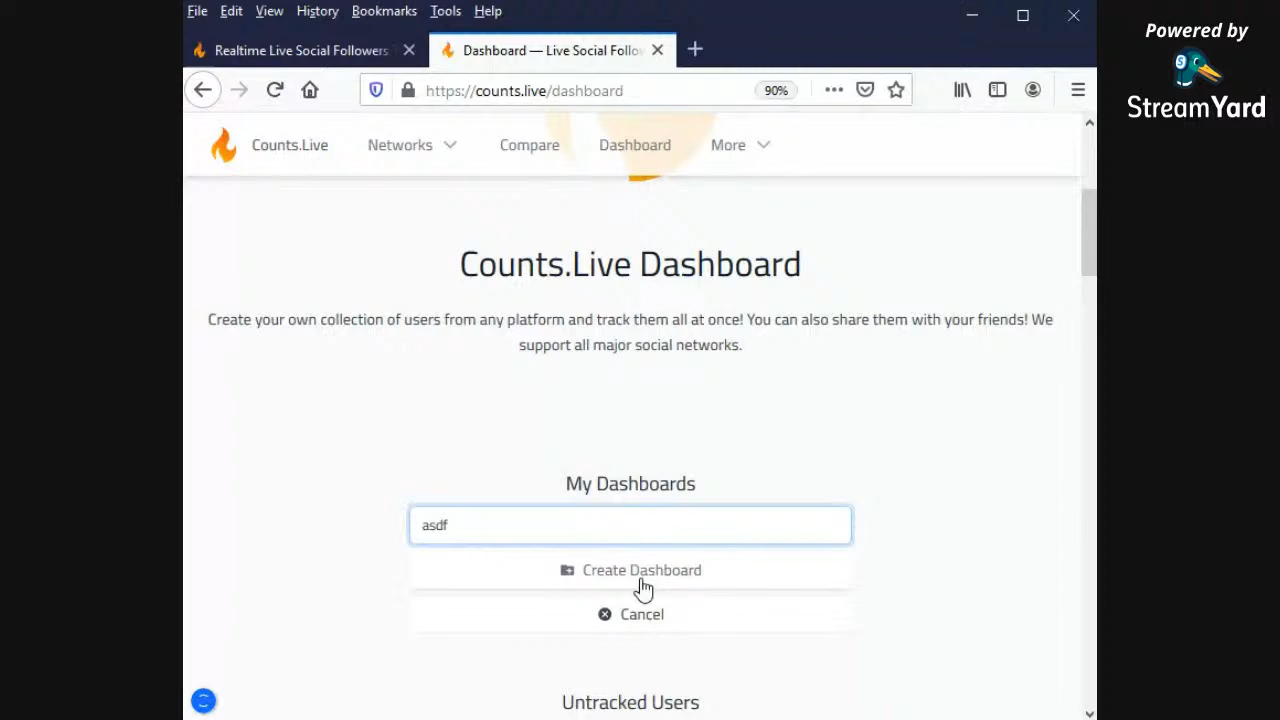 File Edit View History Bookmarks Tools Help
Realtime Live Social Followers
Dashboard — Live Social Follo
https://counts.live/dashboard
90%
Counts.Live
Networks
Compare
Dashboard
More
Counts.Live Dashboard
Create your own collection of users from any platform and track them all at once! You can also share them with your friends! We
support all major social networks.
My Dashboards
asdf
Create Dashboard
Cancel
Untracked Users
Powered by
StreamYard